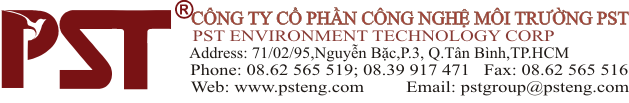 PST®
CÔNG TY CỔ PHẦN CÔNG NGHỆ MÔI TRƯỜNG PST
PST ENVIRONMENT TECHNOLOGY CORP
Address: 71/02/95,Nguyễn Bặc,P.3, Q.Tân Bình,TP.HCM
Phone: 08.62 565 519; 08.39 917 471 Fax: 08.62 565 516
Web: www.psteng.com Email: pstgroup@psteng.com